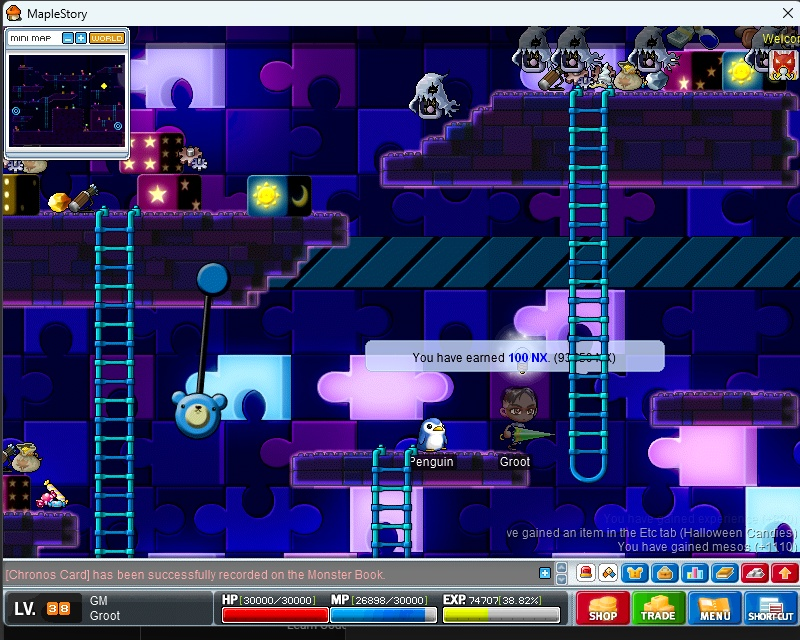 MapleStory
MINI MAP
WORLD
Welcor
You have earned 100 NX.
Penguin
Groot
ve gained an item in the Etc tab (Halloween Candies)
You have gained mesos (+1110)
[Chronos Card] has been successfully recorded on the Monster Book.
LV. 38
GM
Groot
HP [30000/30000] MP [26898/30000] EXP. 74707[38.82%]
SHOP
TRADE
MENU
SHORTCUT